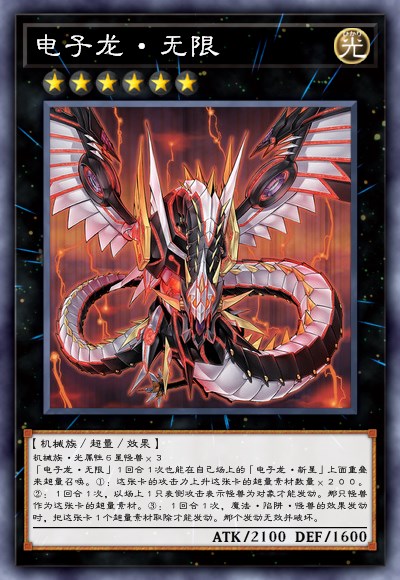 电子龙·无限
光
【机械族／超量／效果】
机械族·光属性6星怪兽×3
「电子龙·无限」1回合1次也能在自己场上的「电子龙·新星」上面重叠
来超量召唤。①：这张卡的攻击力上升这张卡的超量素材数量×200。
②：1回合1次，以场上1只表侧攻击表示怪兽为对象才能发动。那只怪兽
作为这张卡的超量素材。③：1回合1次，魔法·陷阱·怪兽的效果发动
时，把这张卡1个超量素材取除才能发动。那个发动无效并破坏。
ATK/2100 DEF/1600